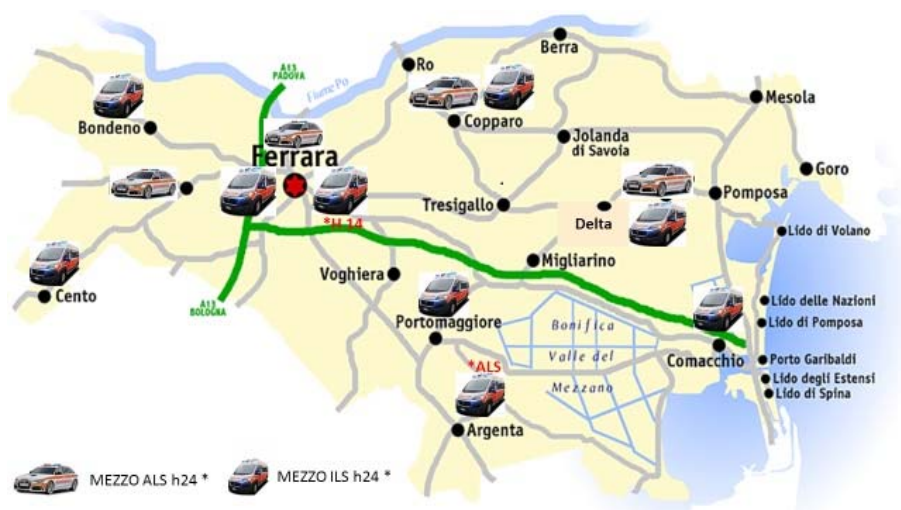 Berra
A13
PADOVA
Fiume Po
Ro
Mesola
Bondeno
Copparo
Jolanda
di Savoia
Ferrara
Goro
Pomposa
Tresigallo
*H 14
Delta
Lido di Volano
Migliarino
Voghiera
Cento
A13
BOLOGNA
Lido delle Nazioni
Portomaggiore
Bonifica
Lido di Pomposa
Valle del
Comacchio
Porto Garibaldi
*ALS
Mezzano
Lido degli Estensi
Lido di Spina
Argenta
MEZZO ALS h24 *
MEZZO ILS h24 *